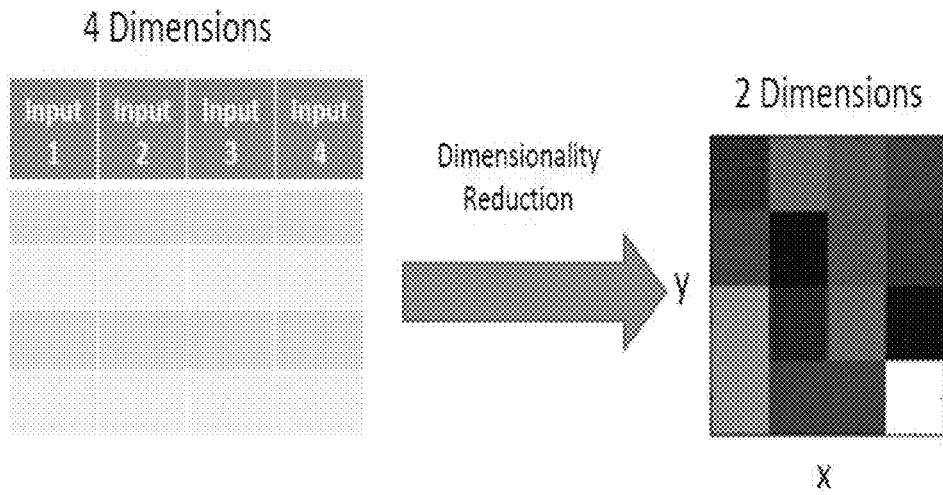 4 Dimensions
Input 1
Input 2
Input 3
Input 4
Dimensionality
Reduction
2 Dimensions
y
x